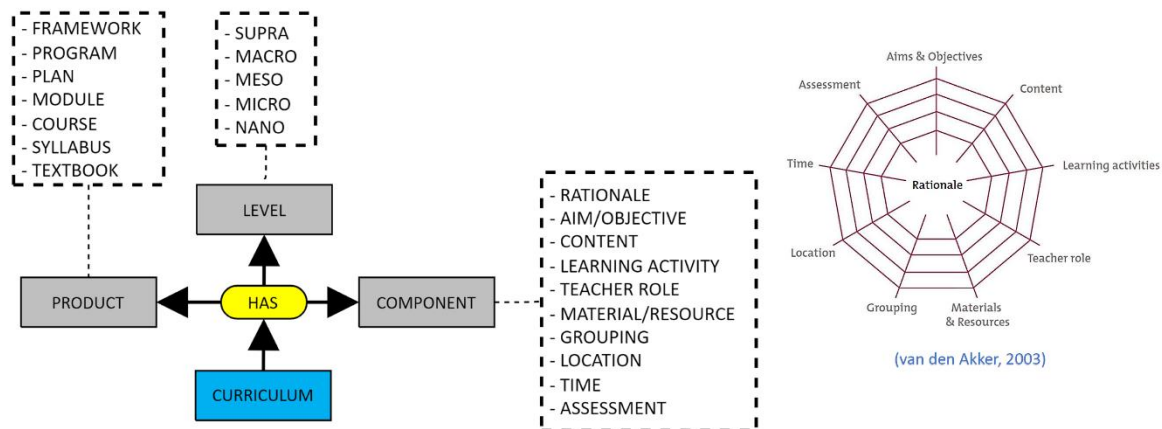 - FRAMEWORK
- PROGRAM
- PLAN
- MODULE
- COURSE
- SYLLABUS
- TEXTBOOK
- SUPRA
- MACRO
- MESO
- MICRO
- NANO
LEVEL
PRODUCT
HAS
COMPONENT
CURRICULUM
- RATIONALE
- AIM/OBJECTIVE
- CONTENT
- LEARNING ACTIVITY
- TEACHER ROLE
- MATERIAL/RESOURCE
- GROUPING
- LOCATION
- TIME
- ASSESSMENT
Aims & Objectives
Assessment
Content
Time
Learning activities
Rationale
Location
Teacher role
Grouping
Materials
& Resources
(van den Akker, 2003)